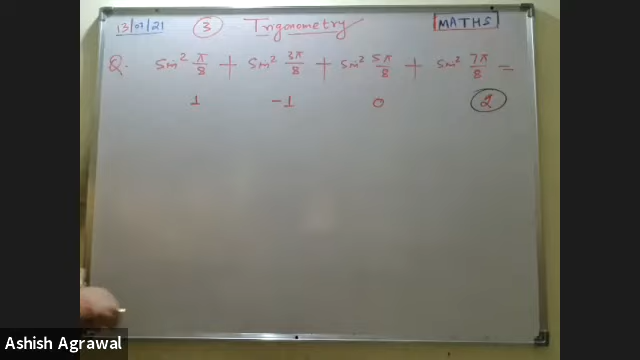 13/07/21 3 Trigonometry MATHS
Q. sin² π/8 + sin² 3π/8 + sin² 5π/8 + sin² 7π/8 =
1 -1 0 2
Ashish Agrawal